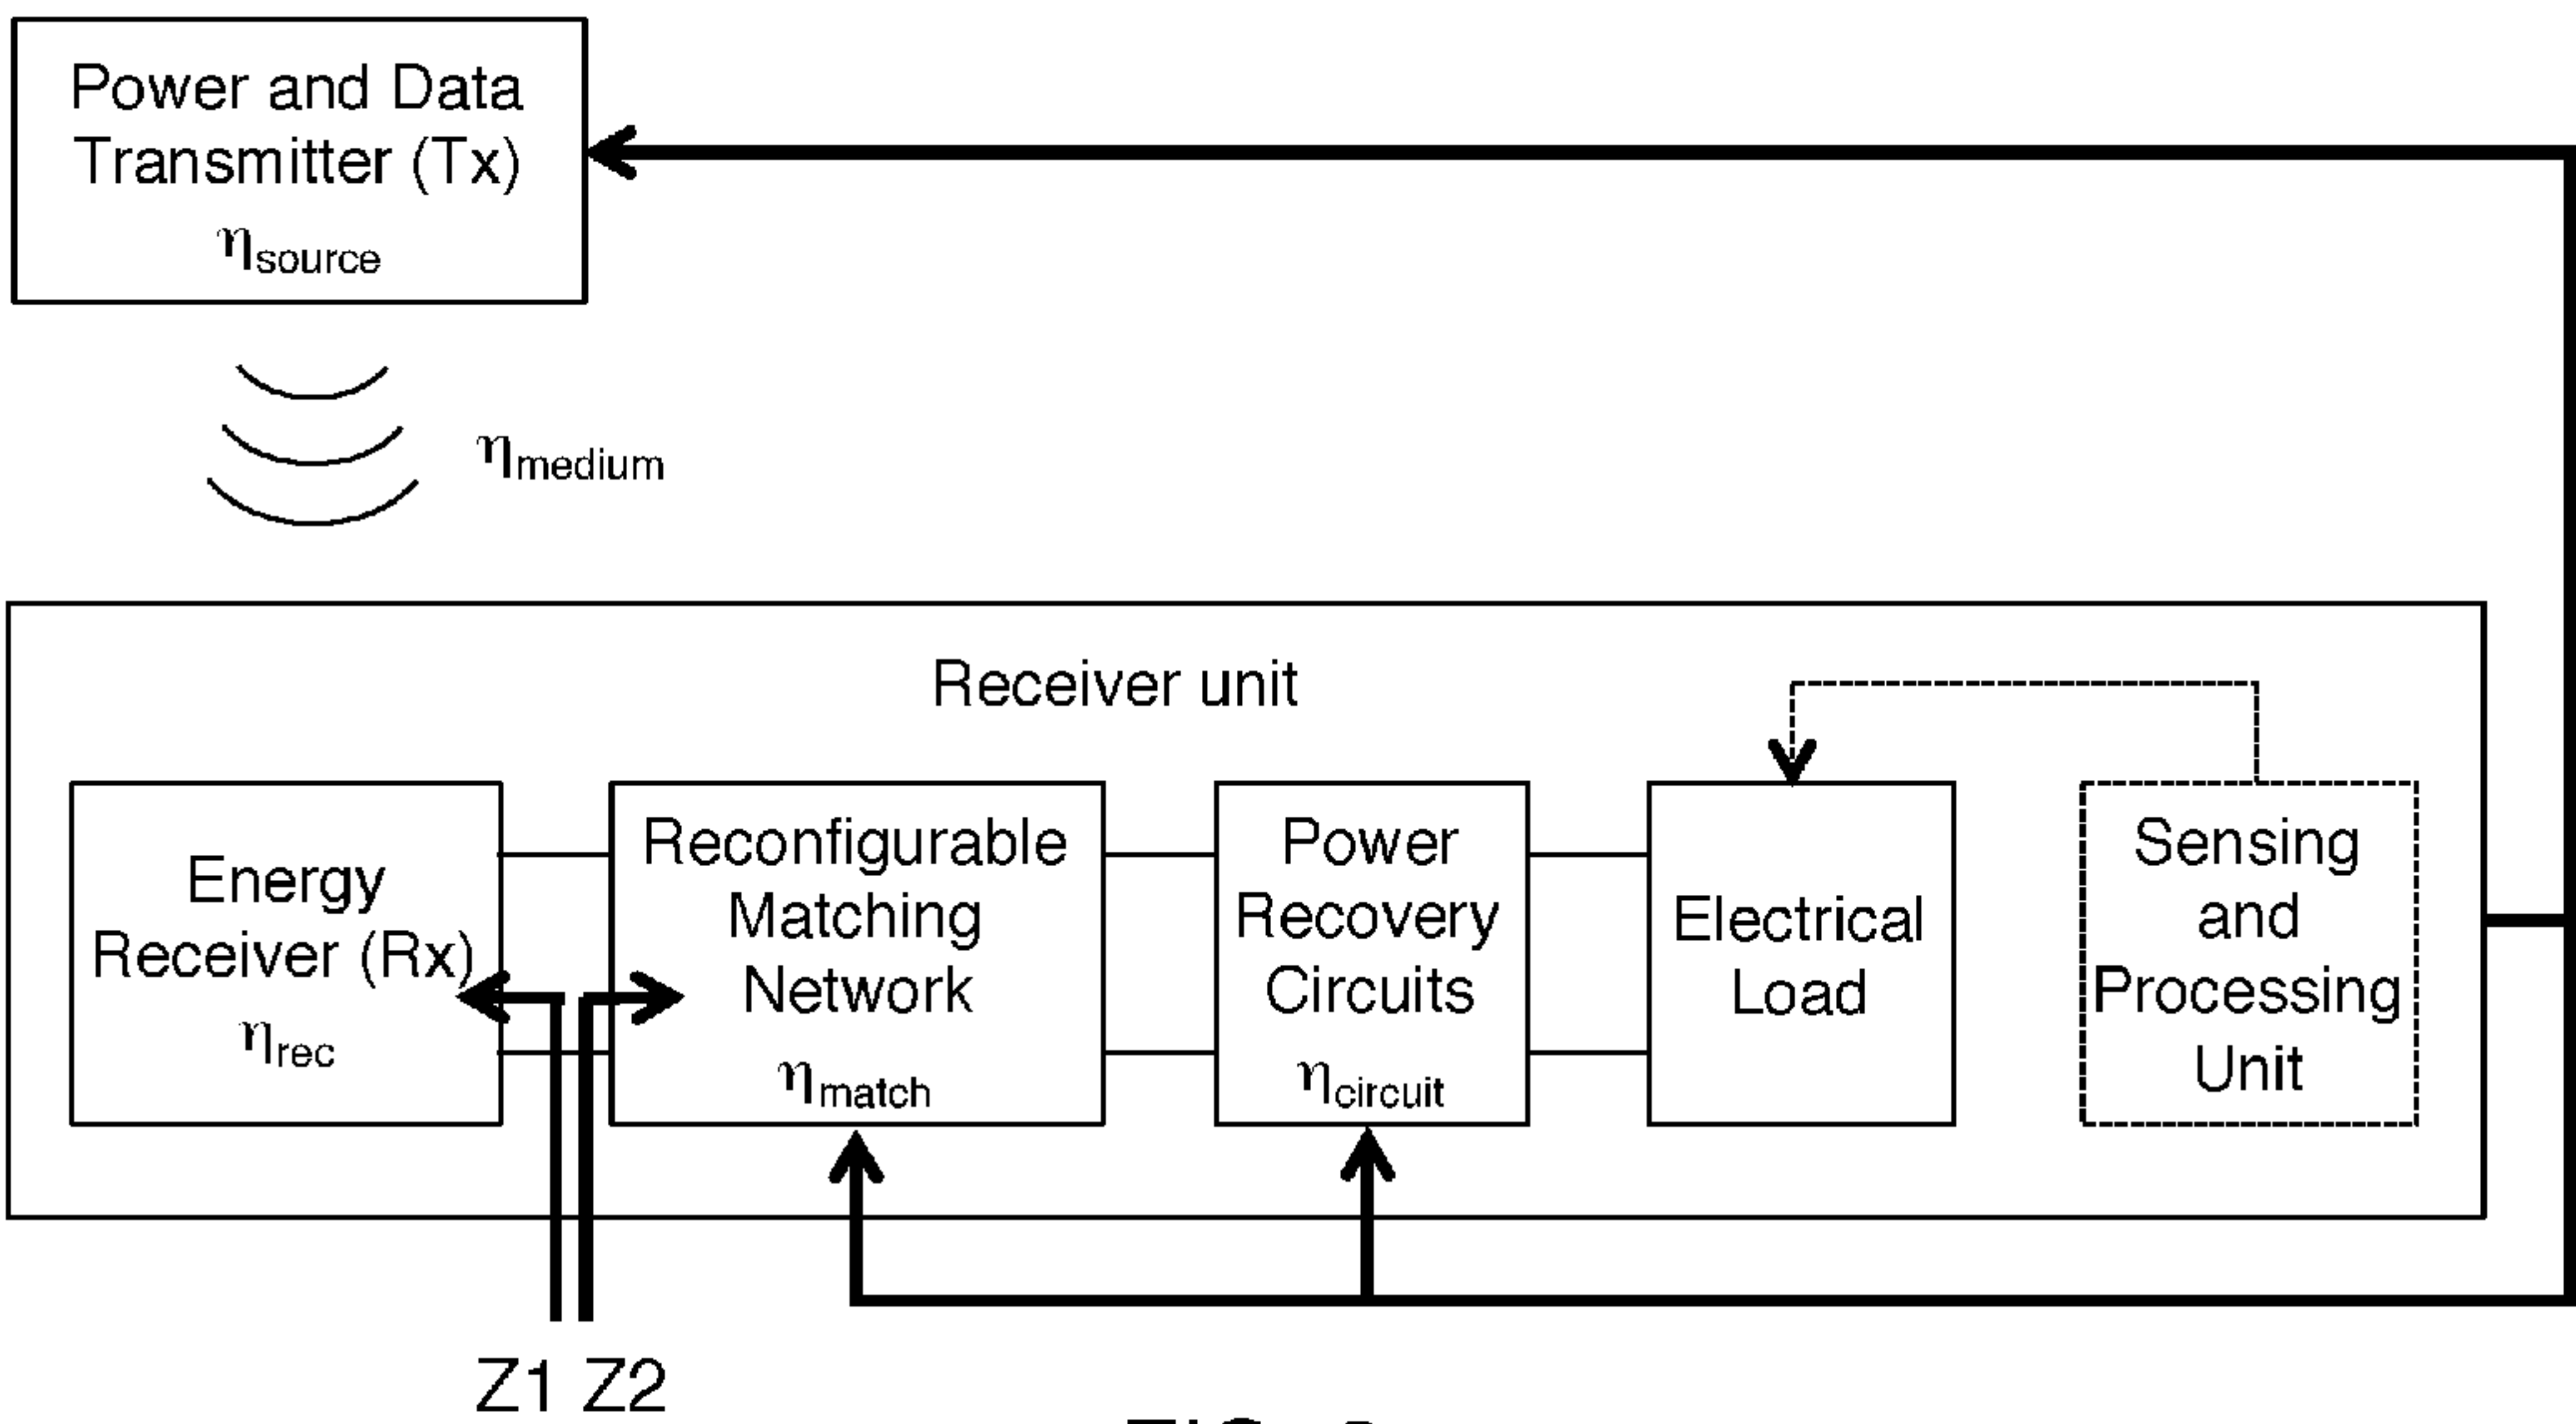 Power and Data
Transmitter (Tx)
ηsource
ηmedium
Receiver unit
Energy
Receiver (Rx)
ηrec
Reconfigurable
Matching
Network
ηmatch
Power
Recovery
Circuits
ηcircuit
Electrical
Load
Sensing
and
Processing
Unit
Z1 Z2